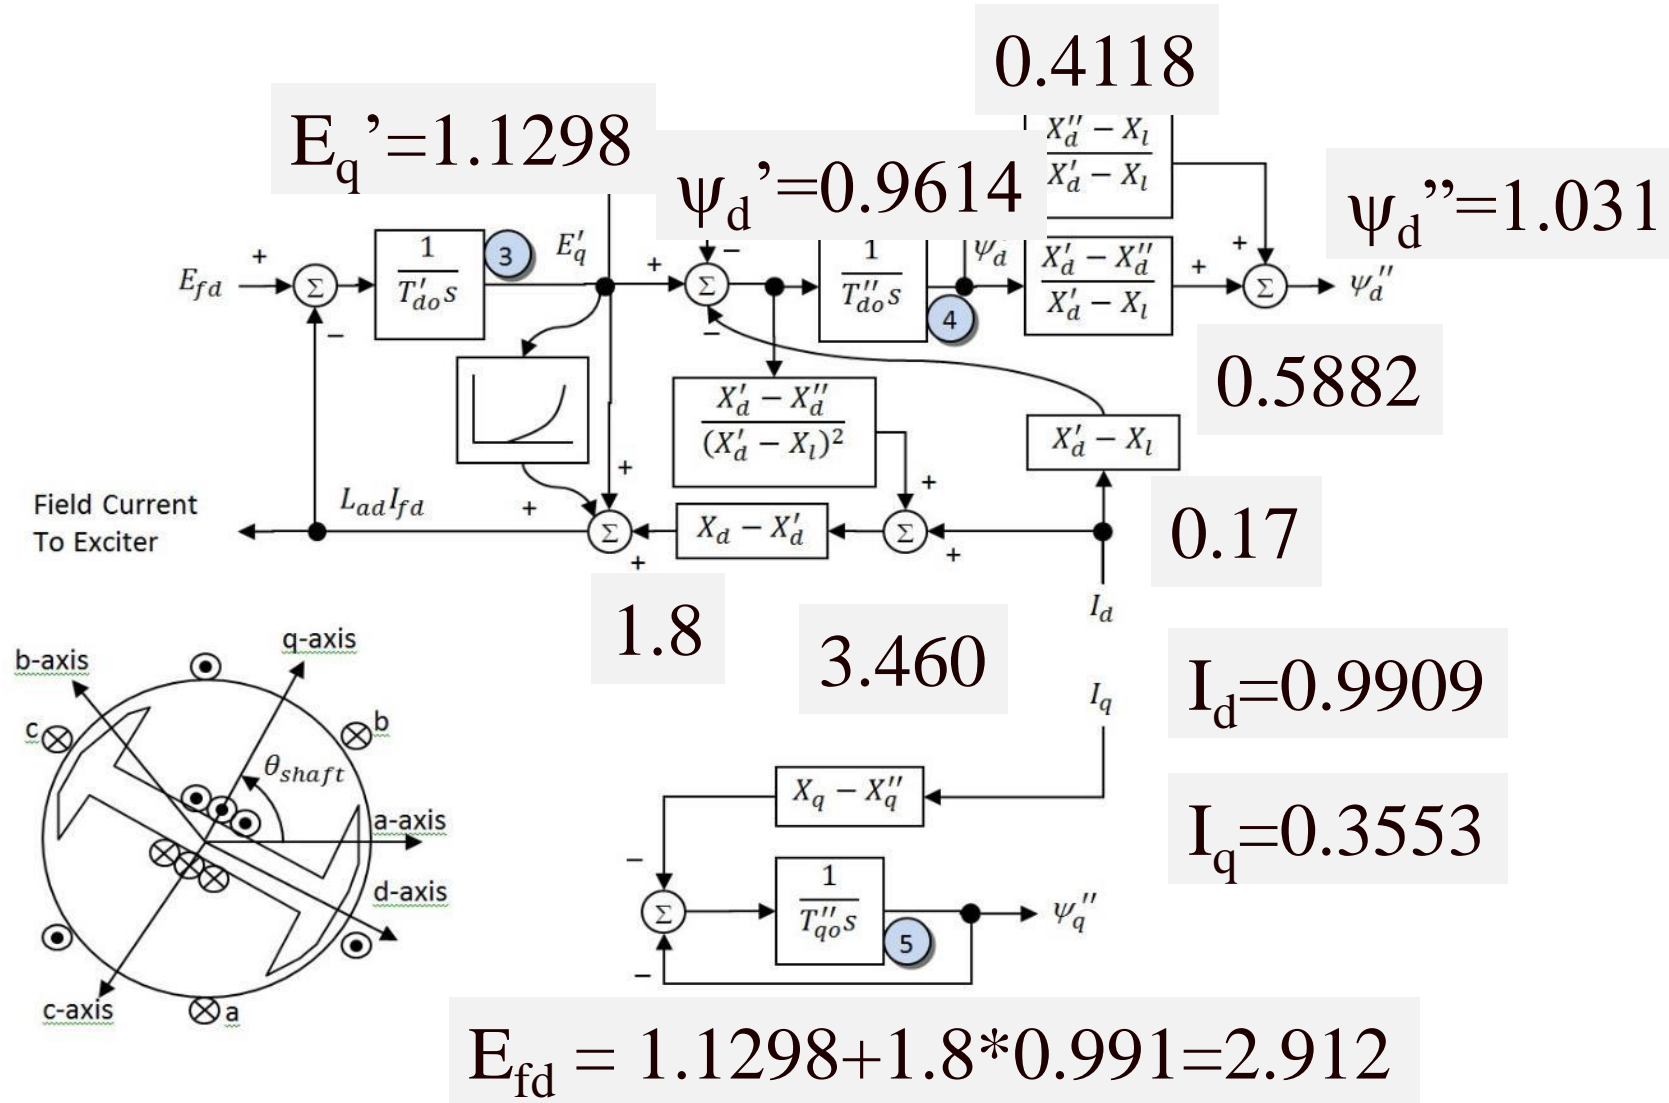 0.4118
E_q’=1.1298
ψ_d’=0.9614
X''_d − X_l
X'_d − X_l
ψ_d”=1.031
E_fd
+
Σ
−
1
T'_do s
3
E'_q
+
−
Σ
−
1
T''_do s
4
ψ'_d
X'_d − X''_d
X'_d − X_l
+
+
Σ
ψ''_d
0.5882
X'_d − X''_d
(X'_d − X_l)²
X'_d − X_l
Field Current
To Exciter
L_ad I_fd
+
+
Σ
+
X_d − X'_d
+
Σ
+
0.17
1.8
3.460
I_d
I_d=0.9909
I_q
I_q=0.3553
X_q − X''_q
−
Σ
−
1
T''_qo s
5
ψ''_q
b-axis
q-axis
c
b
θ_shaft
a-axis
d-axis
c-axis
a
E_fd = 1.1298+1.8*0.991=2.912